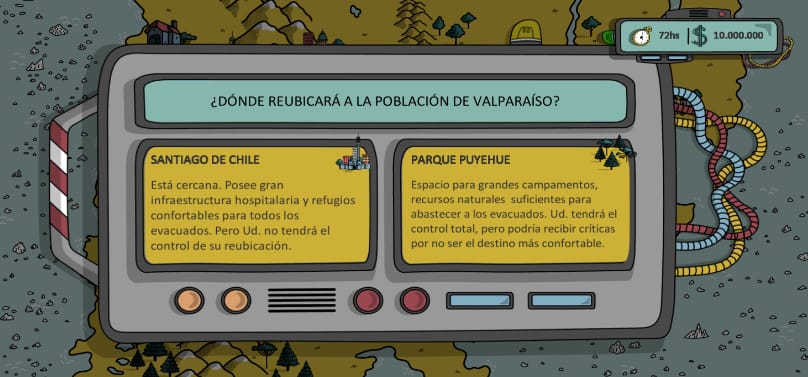 72hs | $ 10.000.000
¿DÓNDE REUBICARÁ A LA POBLACIÓN DE VALPARAÍSO?
SANTIAGO DE CHILE
Está cercana. Posee gran
infraestructura hospitalaria y refugios
confortables para todos los
evacuados. Pero Ud. no tendrá el
control de su reubicación.
PARQUE PUYEHUE
Espacio para grandes campamentos,
recursos naturales suficientes para
abastecer a los evacuados. Ud. tendrá el
control total, pero podría recibir críticas
por no ser el destino más confortable.